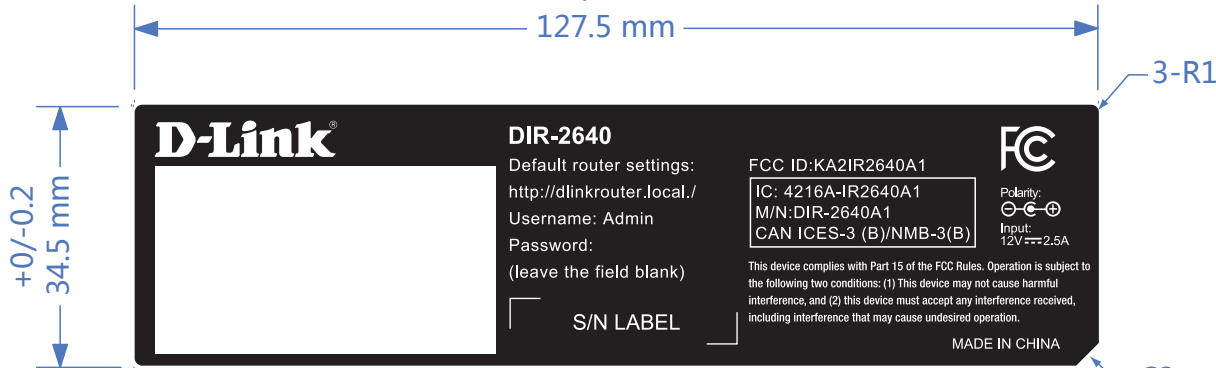 127.5 mm
3-R1
+0/-0.2
34.5 mm
D-Link®
DIR-2640
Default router settings:
http://dlinkrouter.local./
Username: Admin
Password:
(leave the field blank)
S/N LABEL
FCC ID:KA2IR2640A1
IC: 4216A-IR2640A1
M/N:DIR-2640A1
CAN ICES-3 (B)/NMB-3(B)
FC
Polarity:
Input:
12V⎓2.5A
This device complies with Part 15 of the FCC Rules. Operation is subject to
the following two conditions: (1) This device may not cause harmful
interference, and (2) this device must accept any interference received,
including interference that may cause undesired operation.
MADE IN CHINA